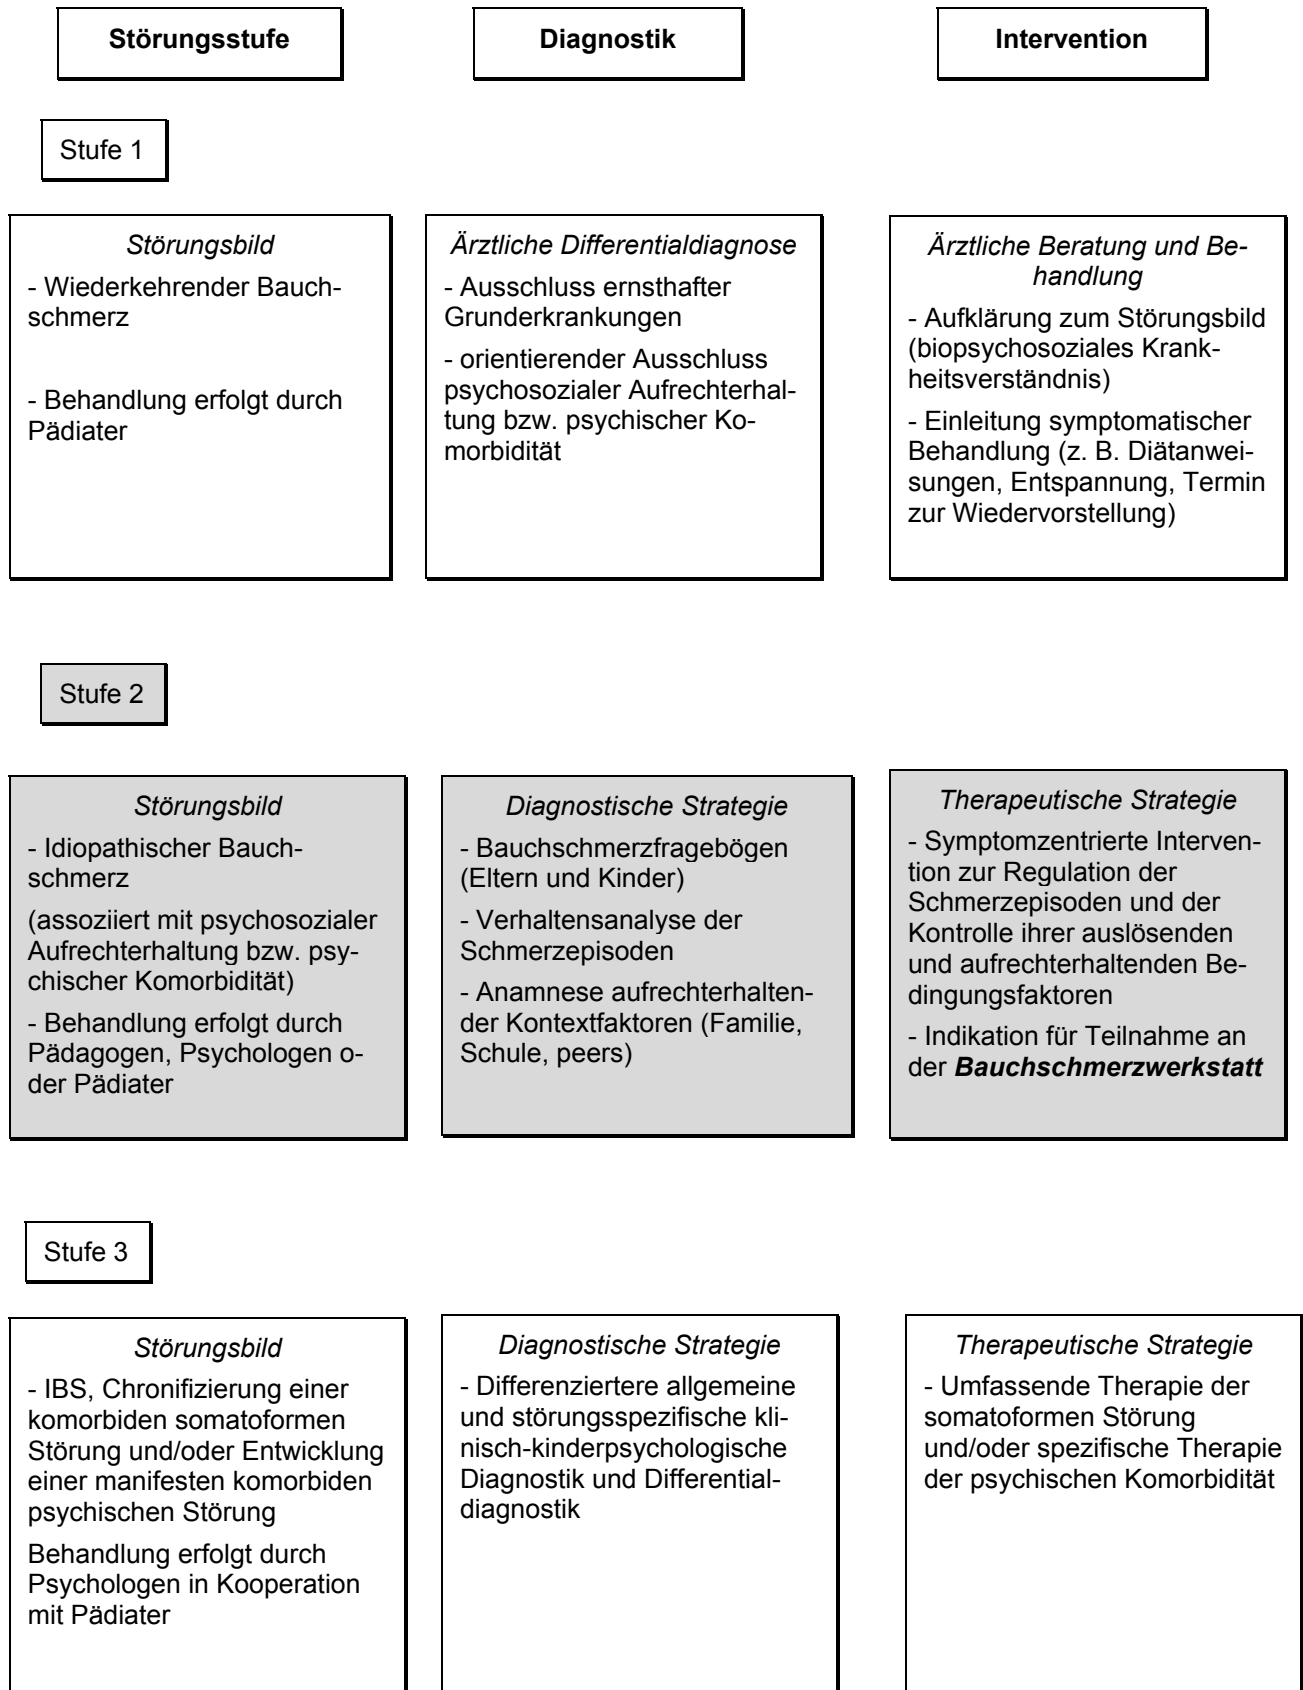 Störungsstufe
Diagnostik
Intervention
Stufe 1
Störungsbild
- Wiederkehrender Bauch-
schmerz
- Behandlung erfolgt durch
Pädiater
Ärztliche Differentialdiagnose
- Ausschluss ernsthafter
Grunderkrankungen
- orientierender Ausschluss
psychosozialer Aufrechterhal-
tung bzw. psychischer Ko-
morbidität
Ärztliche Beratung und Be-
handlung
- Aufklärung zum Störungsbild
(biopsychosoziales Krank-
heitsverständnis)
- Einleitung symptomatischer
Behandlung (z. B. Diätanwei-
sungen, Entspannung, Termin
zur Wiedervorstellung)
Stufe 2
Störungsbild
- Idiopathischer Bauch-
schmerz
(assoziiert mit psychosozialer
Aufrechterhaltung bzw. psy-
chischer Komorbidität)
- Behandlung erfolgt durch
Pädagogen, Psychologen o-
der Pädiater
Diagnostische Strategie
- Bauchschmerzfragebögen
(Eltern und Kinder)
- Verhaltensanalyse der
Schmerzepisoden
- Anamnese aufrechterhalten-
der Kontextfaktoren (Familie,
Schule, peers)
Therapeutische Strategie
- Symptomzentrierte Interven-
tion zur Regulation der
Schmerzepisoden und der
Kontrolle ihrer auslösenden
und aufrechterhaltenden Be-
dingungsfaktoren
- Indikation für Teilnahme an
der Bauchschmerzwerkstatt
Stufe 3
Störungsbild
- IBS, Chronifizierung einer
komorbiden somatoformen
Störung und/oder Entwicklung
einer manifesten komorbiden
psychischen Störung
Behandlung erfolgt durch
Psychologen in Kooperation
mit Pädiater
Diagnostische Strategie
- Differenziertere allgemeine
und störungsspezifische kli-
nisch-kinderpsychologische
Diagnostik und Differential-
diagnostik
Therapeutische Strategie
- Umfassende Therapie der
somatoformen Störung
und/oder spezifische Therapie
der psychischen Komorbidität